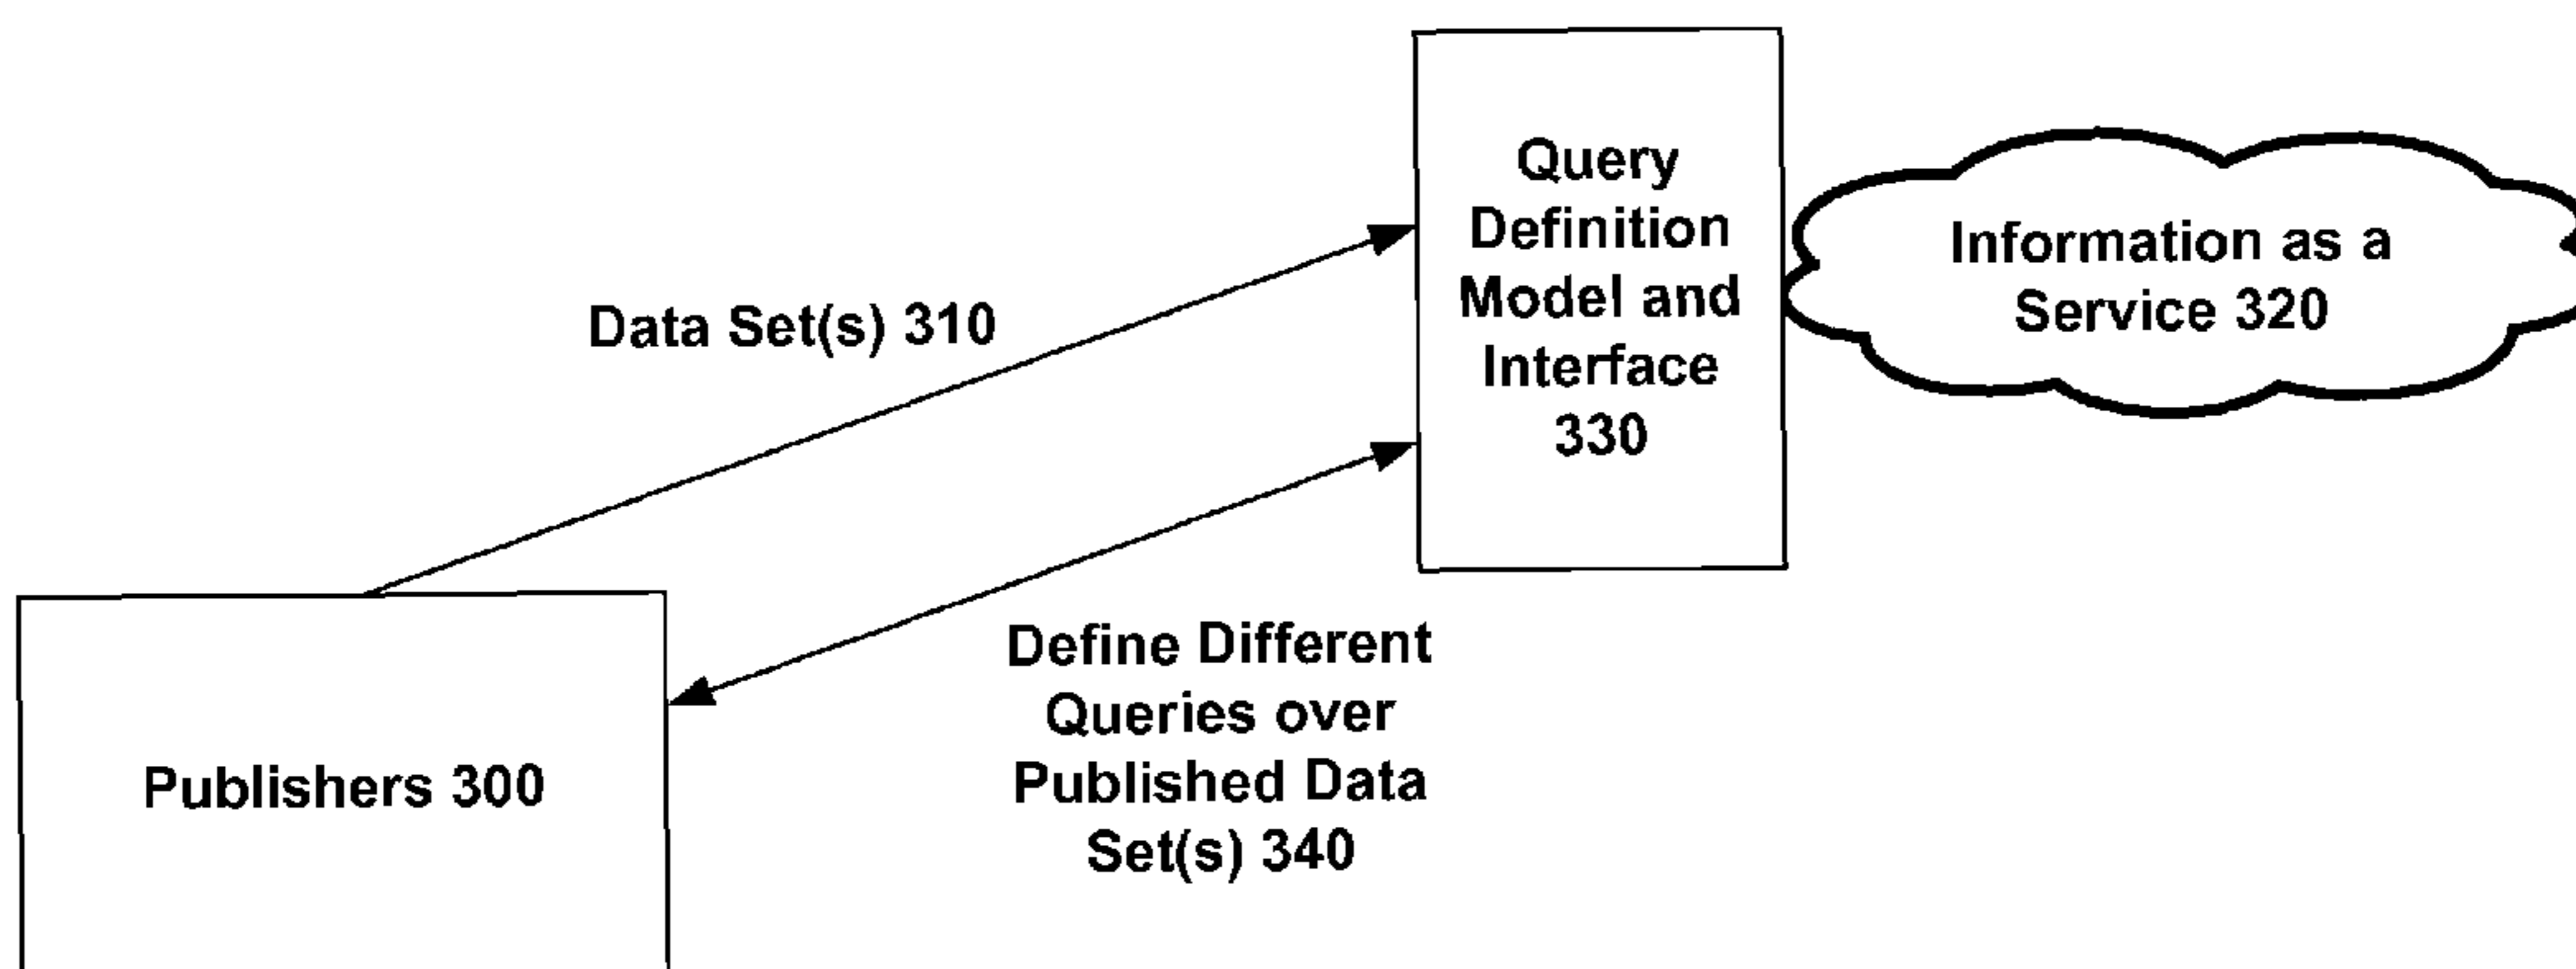 Query
Definition
Model and
Interface
330
Information as a
Service 320
Data Set(s) 310
Define Different
Queries over
Published Data
Set(s) 340
Publishers 300